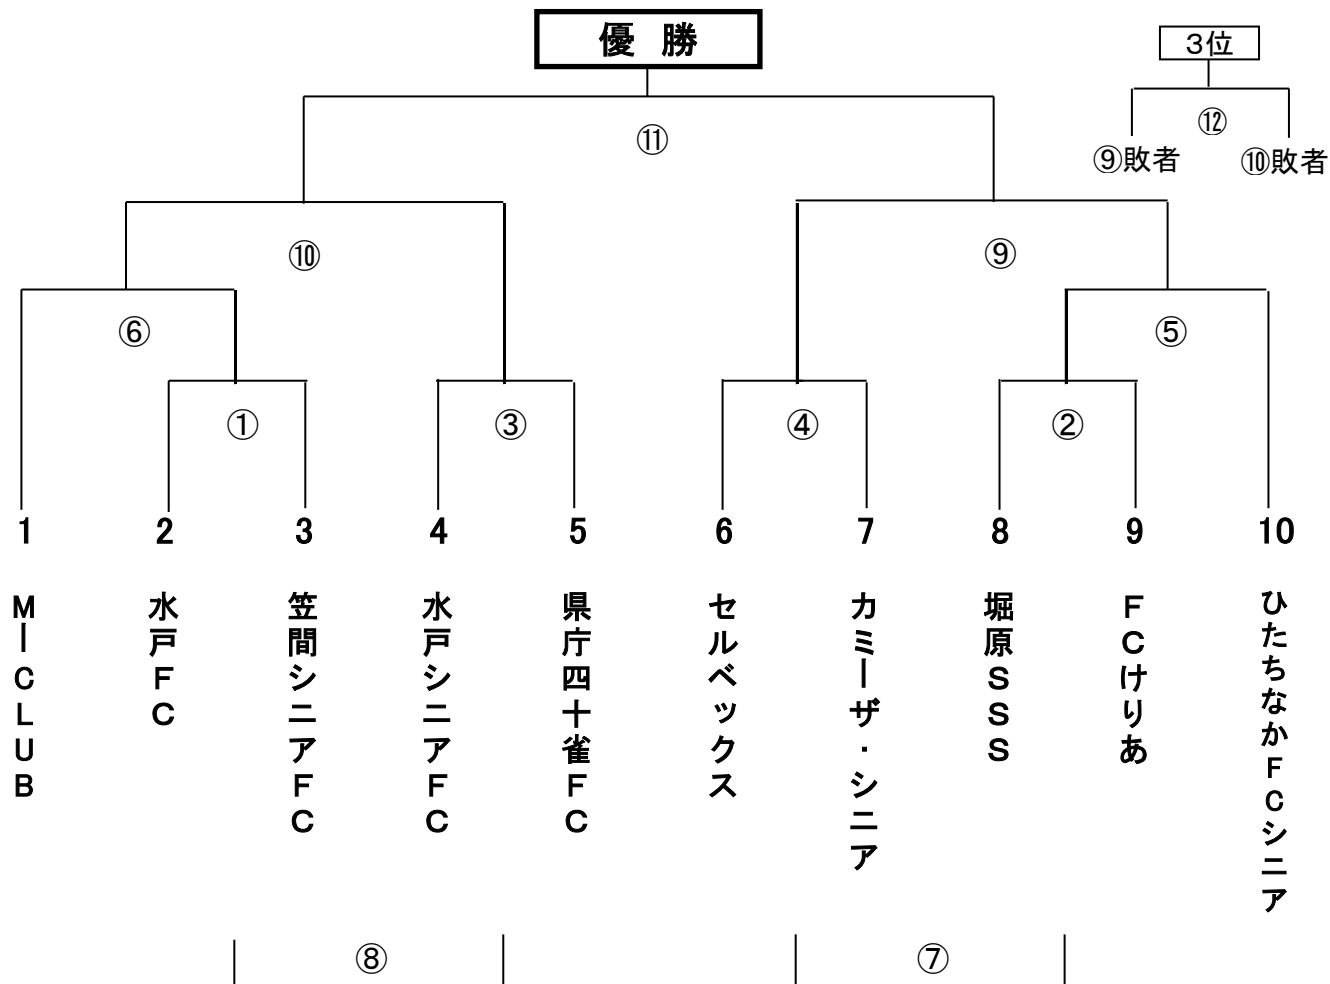 優 勝
3位
⑪
⑫
⑨敗者
⑩敗者
⑩
⑨
⑥
⑤
①
③
④
②
1
2
3
4
5
6
7
8
9
10
MーCLUB
水戸FC
笠間シニアFC
水戸シニアFC
県庁四十雀FC
セルベックス
カミーザ・シニア
堀原SSS
FCけりあ
ひたちなかFCシニア
⑧
⑦